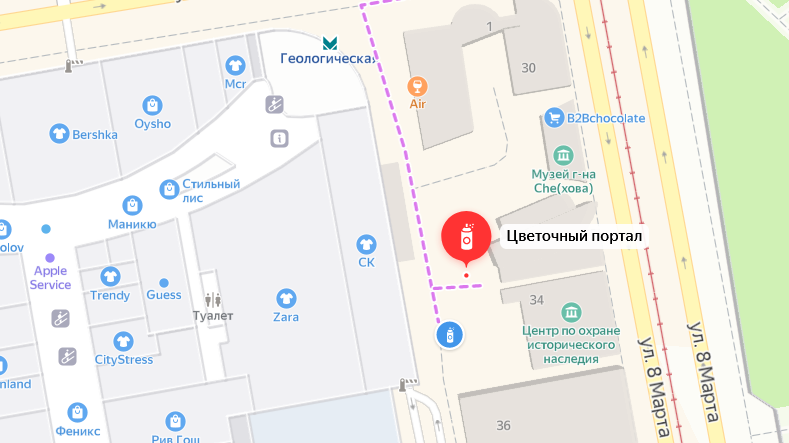 1
Геологическая
Mcr
30
Air
Oysho
B2Bchocolate
Bershka
Музей г-на
Che(хова)
Стильный
лис
Маникю
Цветочный портал
olov
Apple
Service
СК
Trendy
Guess
Туалет
Zara
34
Центр по охране
исторического
наследия
CityStress
ул. 8 Марта
ул. 8 Марта
nland
Феникс
Рив Гош
36